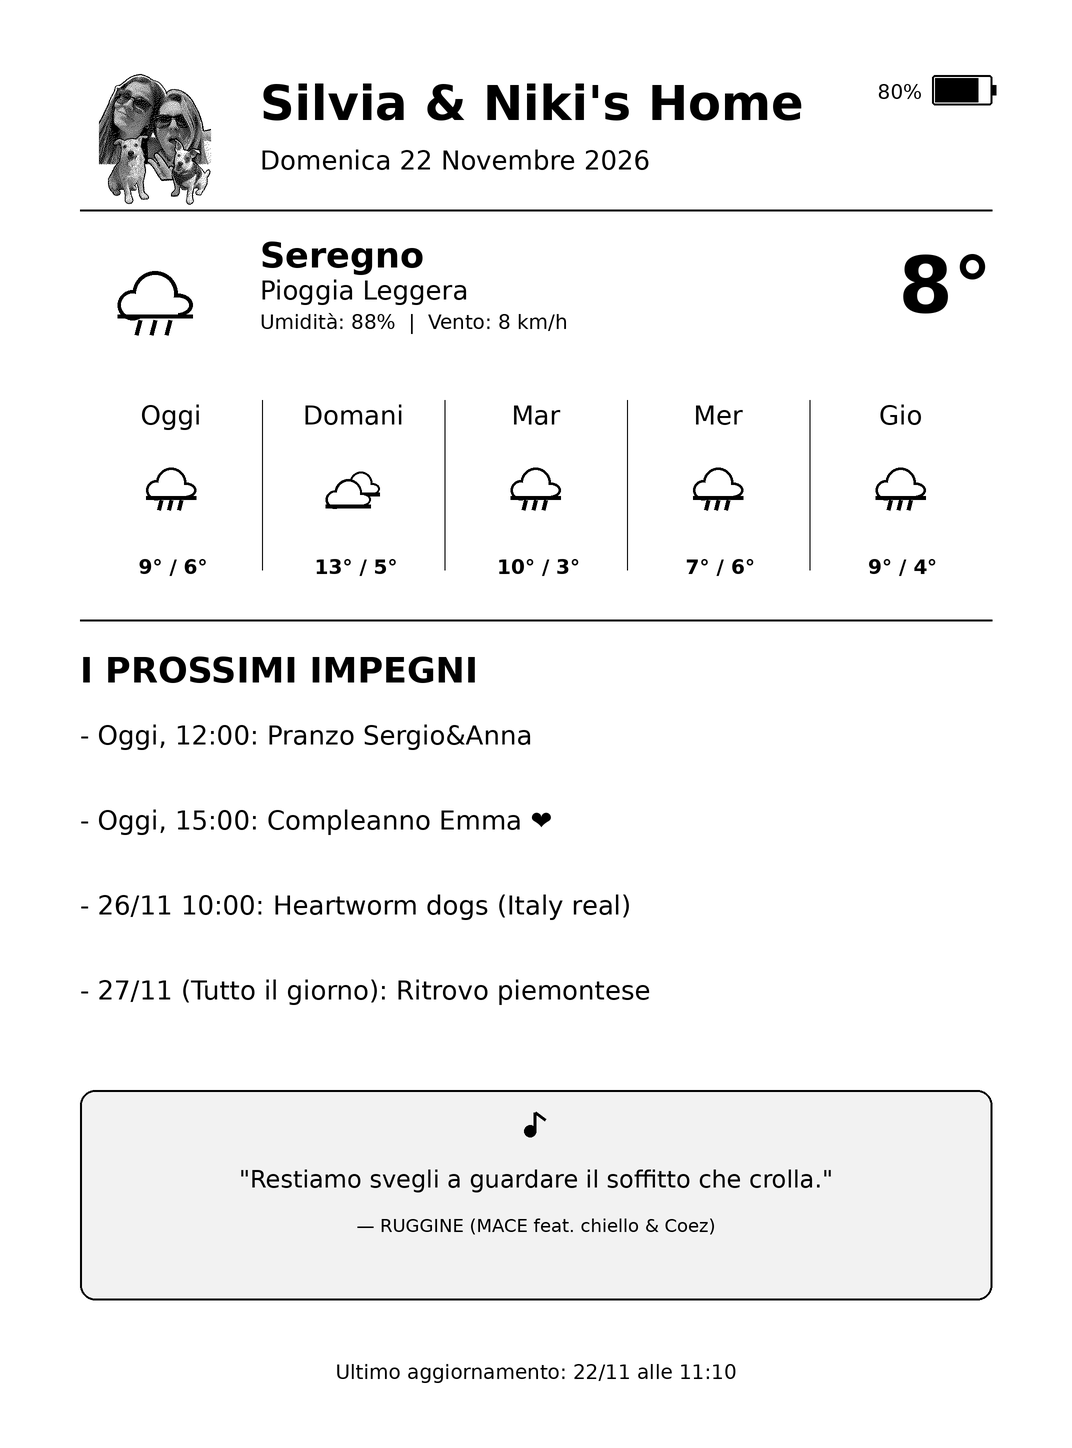 Silvia & Niki's Home
80%
Domenica 22 Novembre 2026
Seregno
8°
Pioggia Leggera
Umidità: 88% | Vento: 8 km/h
Oggi Domani Mar Mer Gio
9° / 6° 13° / 5° 10° / 3° 7° / 6° 9° / 4°
I PROSSIMI IMPEGNI
- Oggi, 12:00: Pranzo Sergio&Anna
- Oggi, 15:00: Compleanno Emma ❤
- 26/11 10:00: Heartworm dogs (Italy real)
- 27/11 (Tutto il giorno): Ritrovo piemontese
"Restiamo svegli a guardare il soffitto che crolla."
— RUGGINE (MACE feat. chiello & Coez)
Ultimo aggiornamento: 22/11 alle 11:10